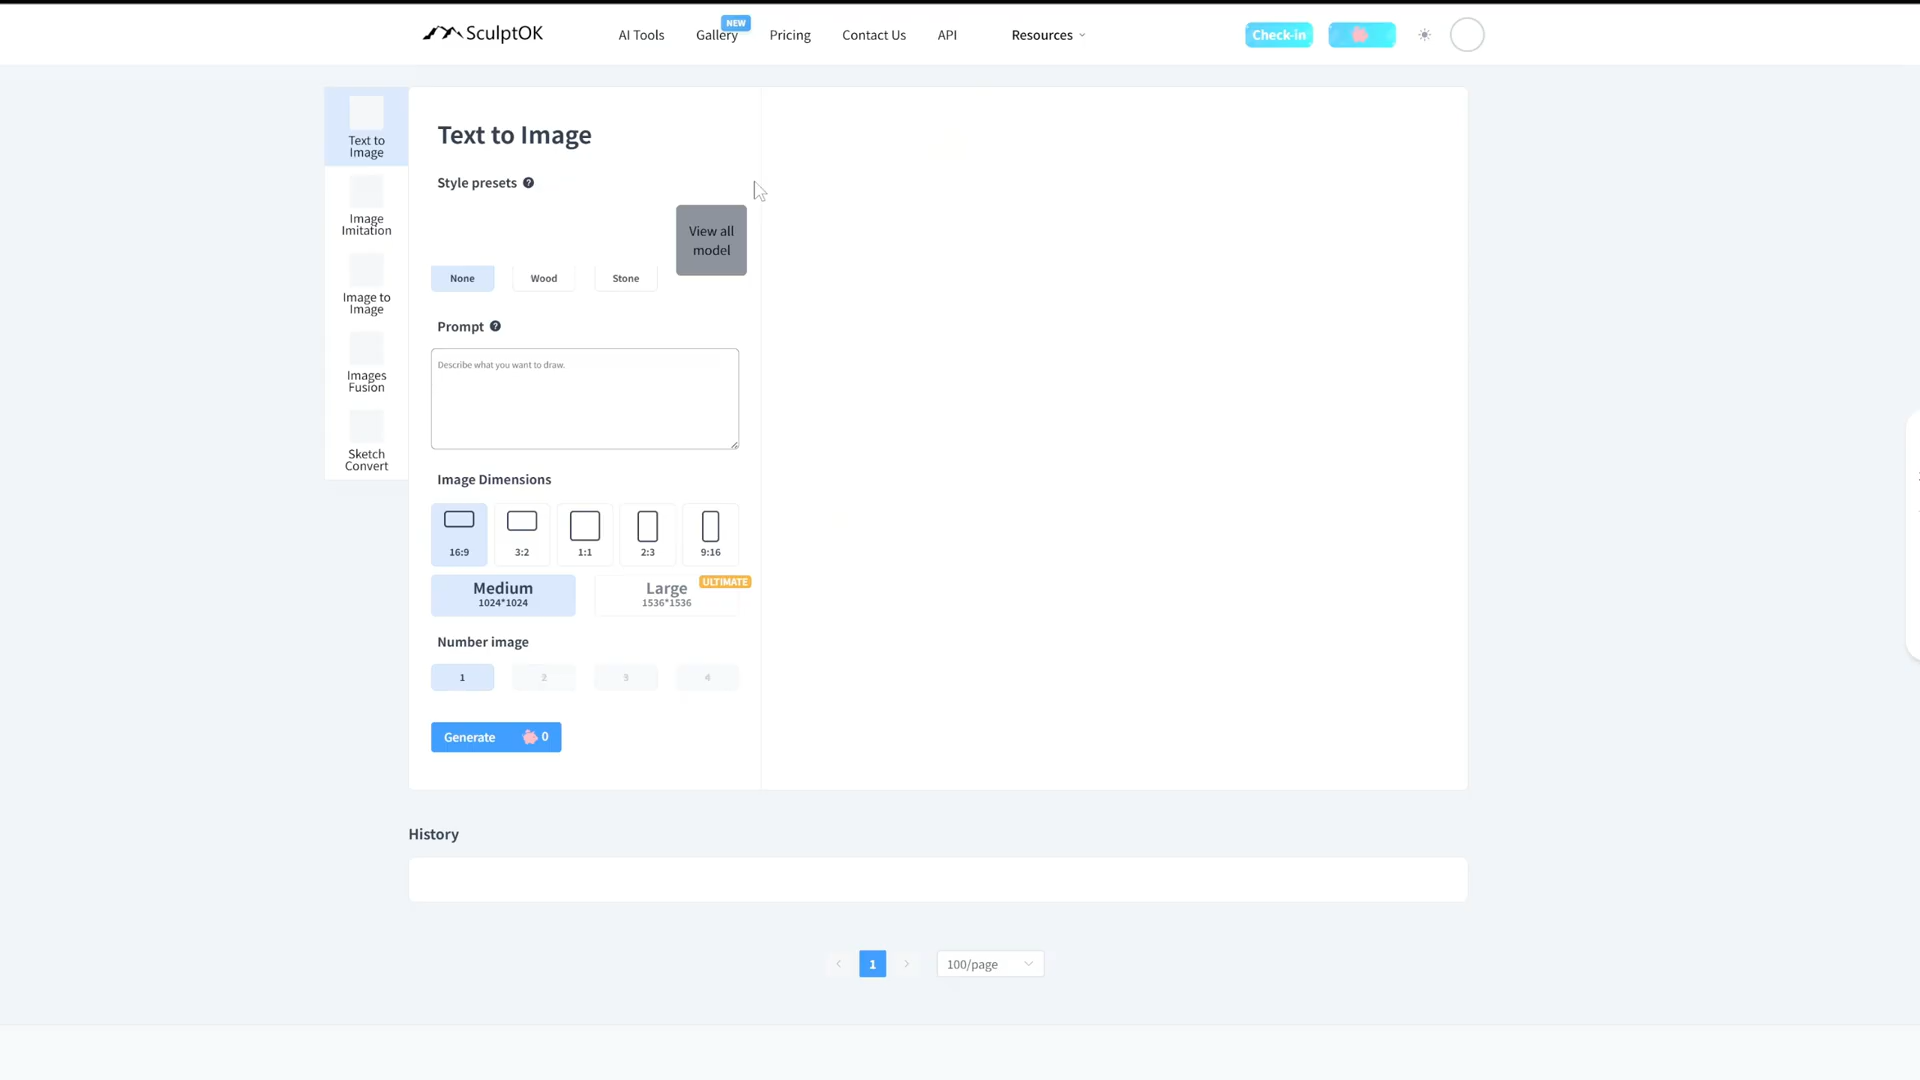 SculptOK
AI Tools
Gallery
NEW
Pricing
Contact Us
API
Resources
Check-in
Text to
Image
Image
Imitation
Image to
Image
Images
Fusion
Sketch
Convert
Text to Image
Style presets ?
View all
model
None
Wood
Stone
Prompt ?
Describe what you want to draw.
Image Dimensions
16:9
3:2
1:1
2:3
9:16
Medium
1024*1024
Large
1536*1536
ULTIMATE
Number image
1
2
3
4
Generate 0
History
1
100/page